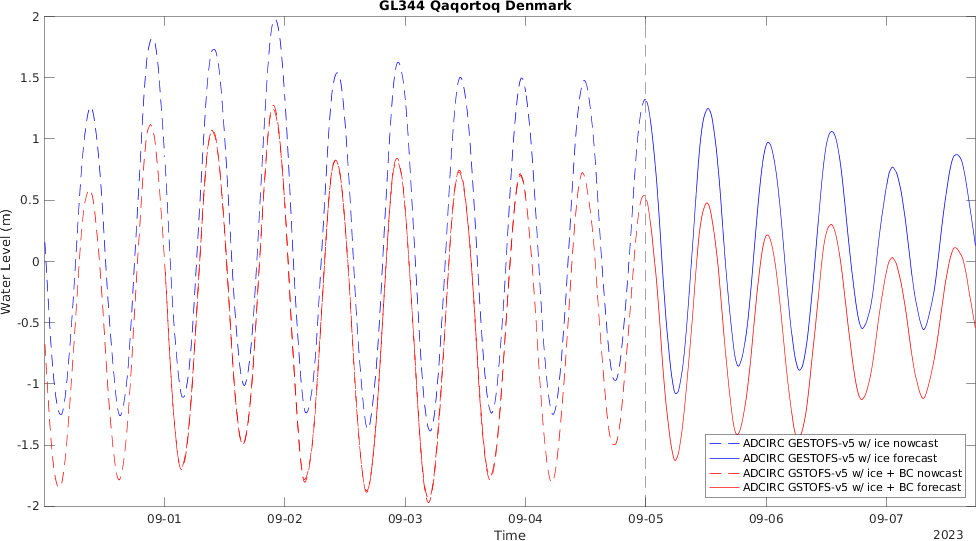 GL344 Qaqortoq Denmark
2
1.5
1
0.5
0
-0.5
-1
-1.5
-2
Water Level (m)
09-01 09-02 09-03 09-04 09-05 09-06 09-07
Time
2023
ADCIRC GESTOFS-v5 w/ ice nowcast
ADCIRC GESTOFS-v5 w/ ice forecast
ADCIRC GSTOFS-v5 w/ ice + BC nowcast
ADCIRC GSTOFS-v5 w/ ice + BC forecast